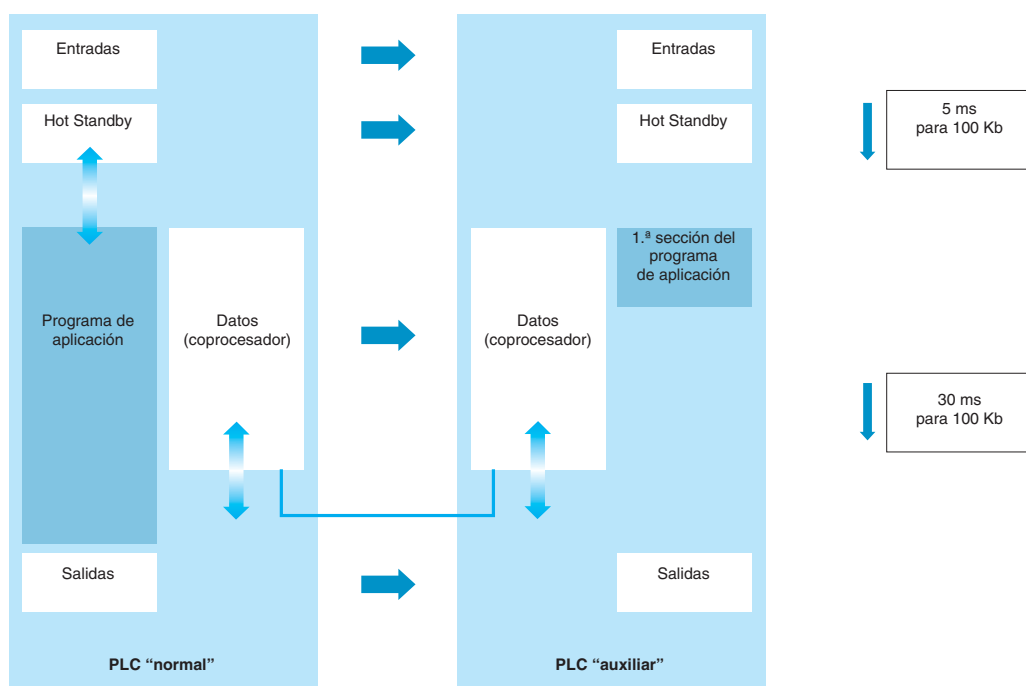 Entradas
Hot Standby
Programa de
aplicación
Datos
(coprocesador)
Salidas
PLC “normal”
Entradas
Hot Standby
Datos
(coprocesador)
1.ª sección del
programa
de aplicación
Salidas
PLC “auxiliar”
5 ms
para 100 Kb
30 ms
para 100 Kb